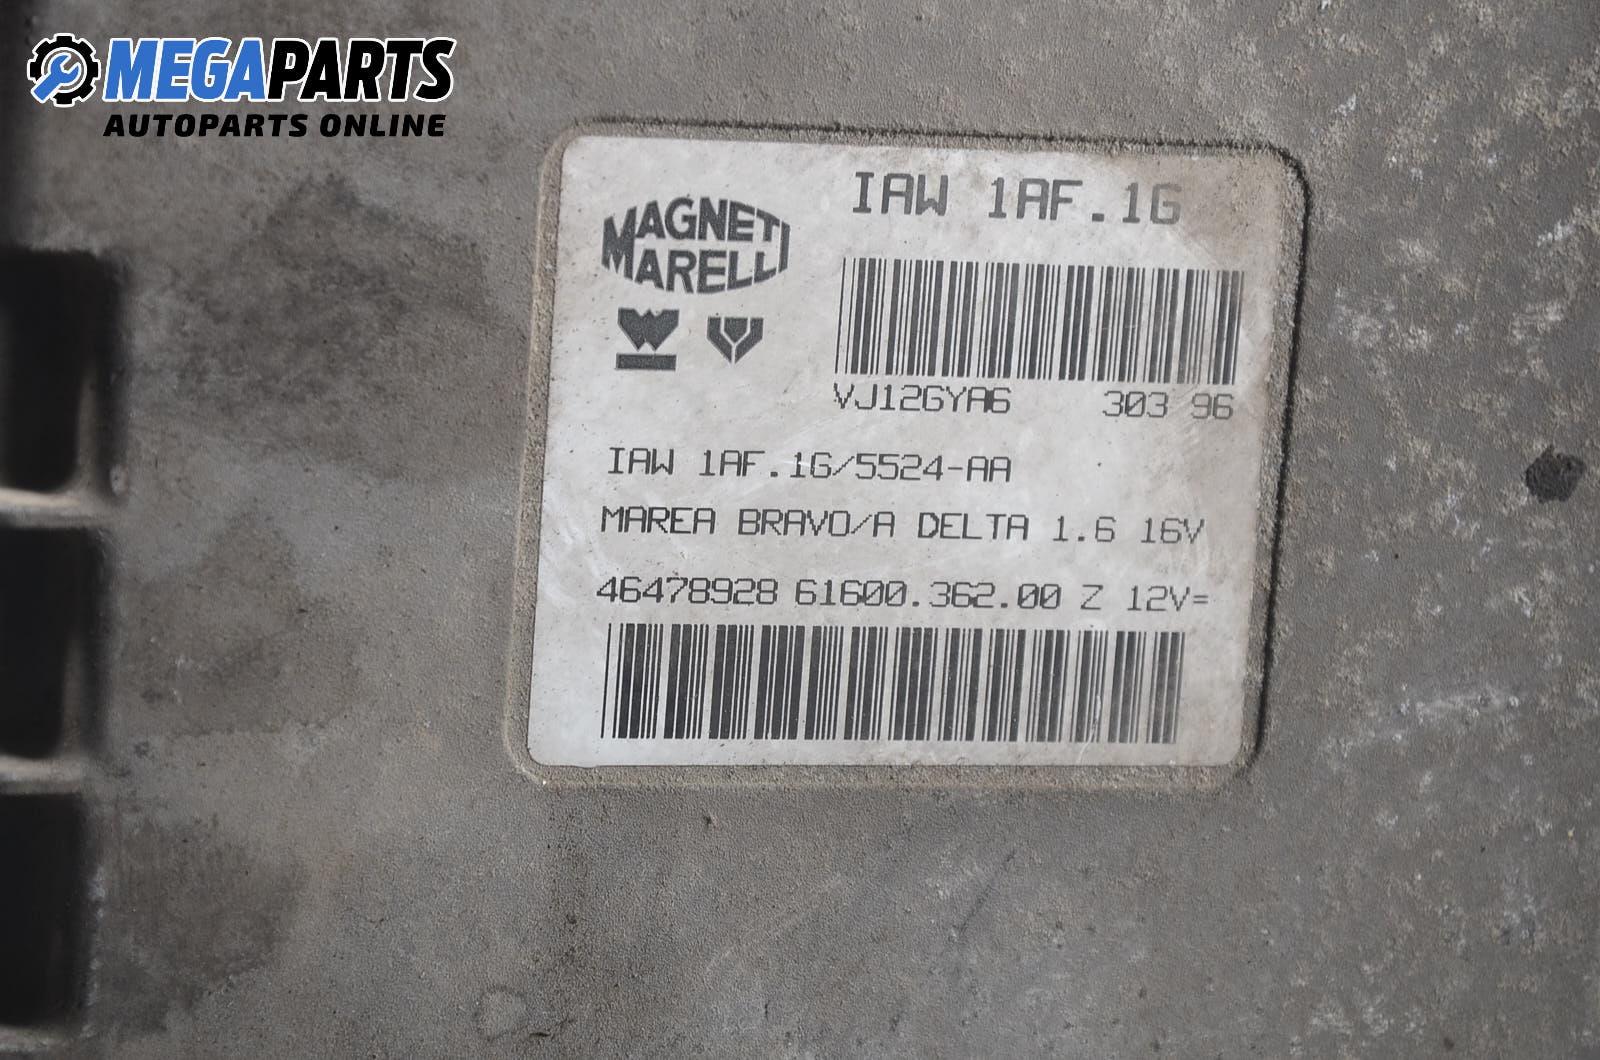 MEGAPARTS
AUTOPARTS ONLINE
MAGNETI
MARELLI
IAW 1AF.1G
VJ12GYA6 303 96
IAW 1AF.1G/5524-AA
MAREA BRAVO/A DELTA 1.6 16V
46478928 61600.362.00 Z 12V=